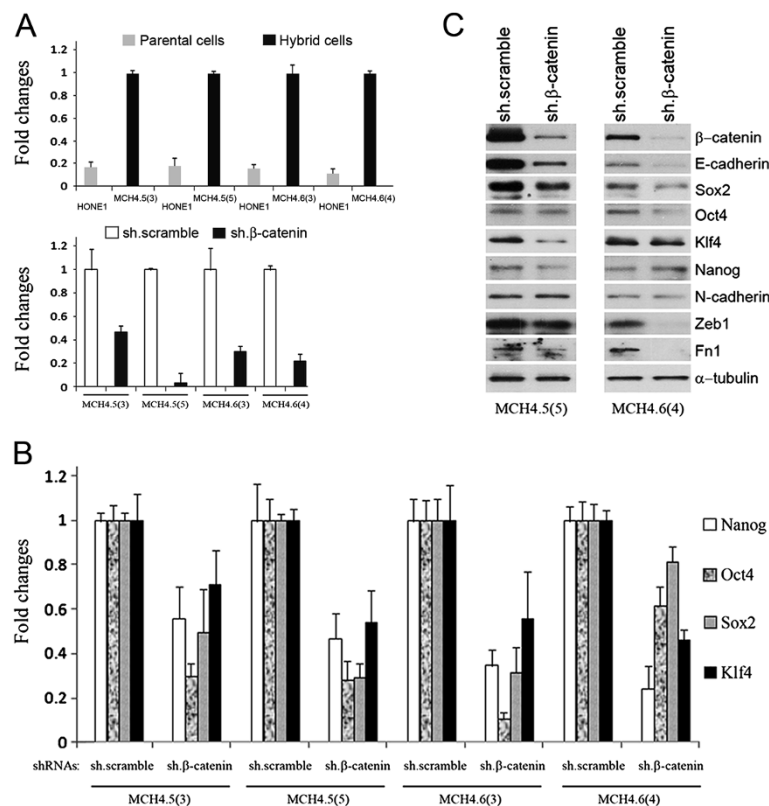 A
Parental cells
Hybrid cells
Fold changes
1.2
1
0.8
0.6
0.4
0.2
0
HONE1
MCH4.5(3)
HONE1
MCH4.5(5)
HONE1
MCH4.6(3)
HONE1
MCH4.6(4)
sh.scramble
sh.β-catenin
Fold changes
1.2
1
0.8
0.6
0.4
0.2
0
MCH4.5(3)
MCH4.5(5)
MCH4.6(3)
MCH4.6(4)
C
sh.scramble
sh.β-catenin
sh.scramble
sh.β-catenin
β-catenin
E-cadherin
Sox2
Oct4
Klf4
Nanog
N-cadherin
Zeb1
Fn1
α-tubulin
MCH4.5(5)
MCH4.6(4)
B
Fold changes
1.2
1
0.8
0.6
0.4
0.2
0
Nanog
Oct4
Sox2
Klf4
shRNAs: sh.scramble sh.β-catenin sh.scramble sh.β-catenin sh.scramble sh.β-catenin sh.scramble sh.β-catenin
MCH4.5(3)
MCH4.5(5)
MCH4.6(3)
MCH4.6(4)